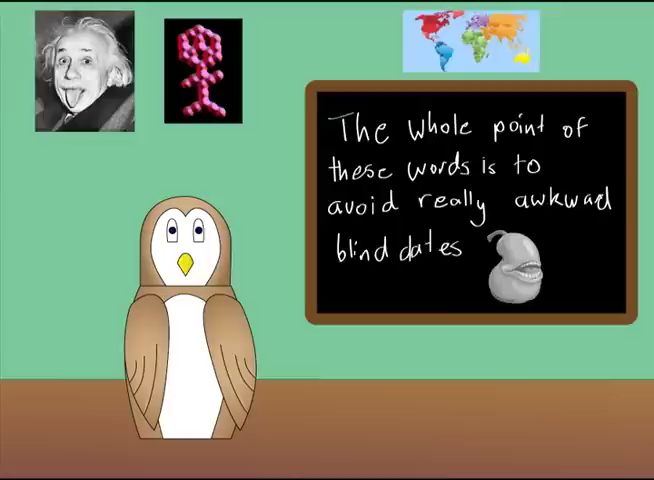 The whole point of
these words is to
avoid really awkward
blind dates